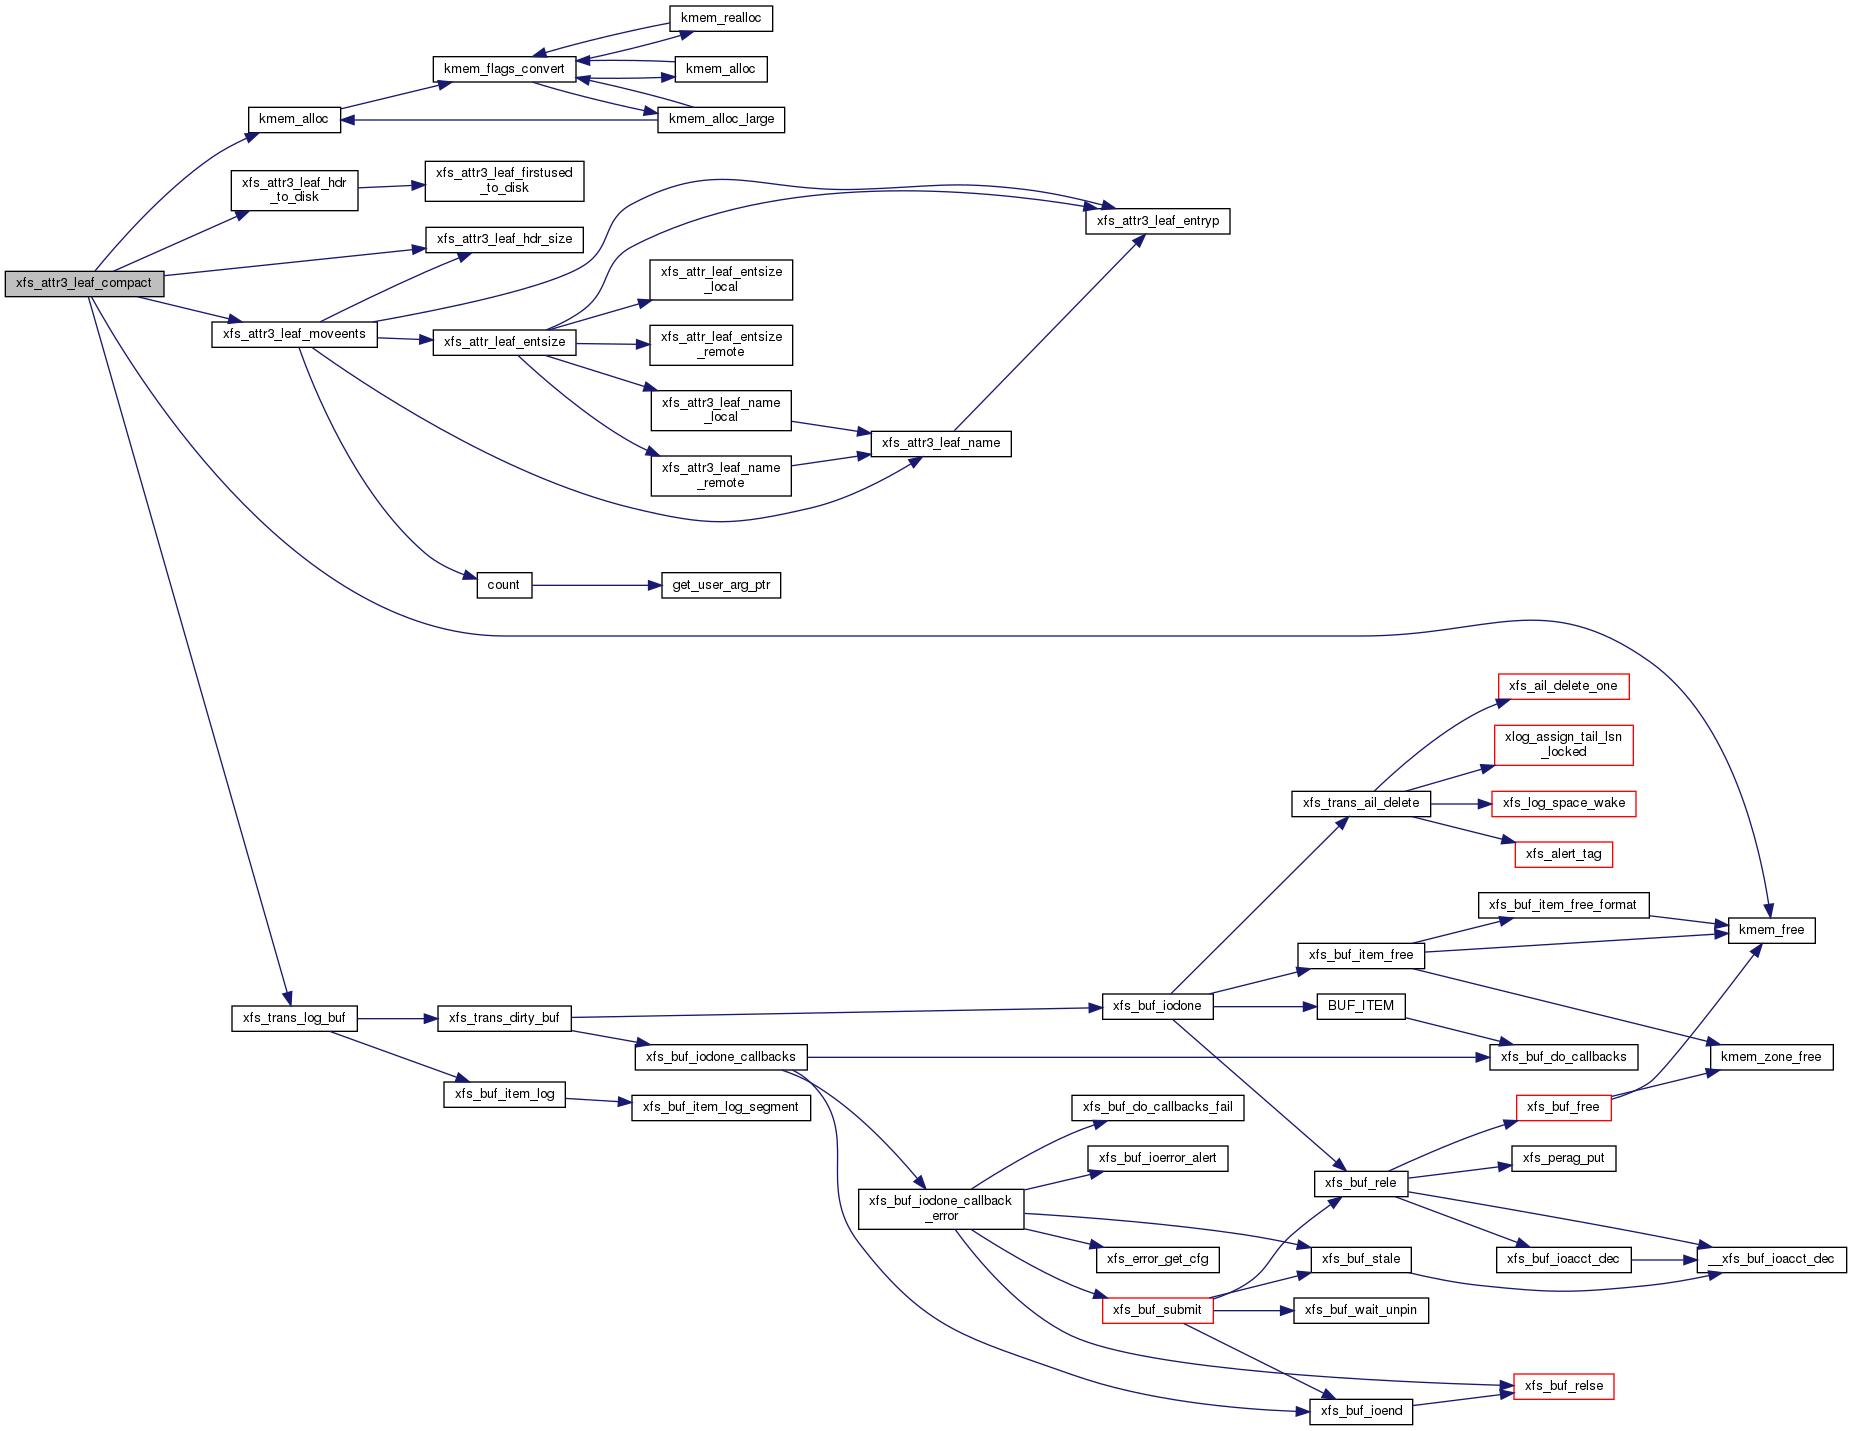 kmem_realloc
kmem_flags_convert
kmem_alloc
kmem_alloc
kmem_alloc_large
xfs_attr3_leaf_hdr
_to_disk
xfs_attr3_leaf_firstused
_to_disk
xfs_attr3_leaf_entryp
xfs_attr3_leaf_hdr_size
xfs_attr3_leaf_compact
xfs_attr_leaf_entsize
_local
xfs_attr3_leaf_moveents
xfs_attr_leaf_entsize
xfs_attr_leaf_entsize
_remote
xfs_attr3_leaf_name
_local
xfs_attr3_leaf_name
xfs_attr3_leaf_name
_remote
count
get_user_arg_ptr
xfs_ail_delete_one
xlog_assign_tail_lsn
_locked
xfs_trans_ail_delete
xfs_log_space_wake
xfs_alert_tag
xfs_buf_item_free_format
kmem_free
xfs_buf_item_free
xfs_trans_log_buf
xfs_trans_dirty_buf
xfs_buf_iodone
BUF_ITEM
xfs_buf_iodone_callbacks
xfs_buf_do_callbacks
kmem_zone_free
xfs_buf_item_log
xfs_buf_item_log_segment
xfs_buf_do_callbacks_fail
xfs_buf_free
xfs_buf_ioerror_alert
xfs_perag_put
xfs_buf_rele
xfs_buf_iodone_callback
_error
xfs_error_get_cfg
xfs_buf_stale
xfs_buf_ioacct_dec
__xfs_buf_ioacct_dec
xfs_buf_submit
xfs_buf_wait_unpin
xfs_buf_relse
xfs_buf_ioend